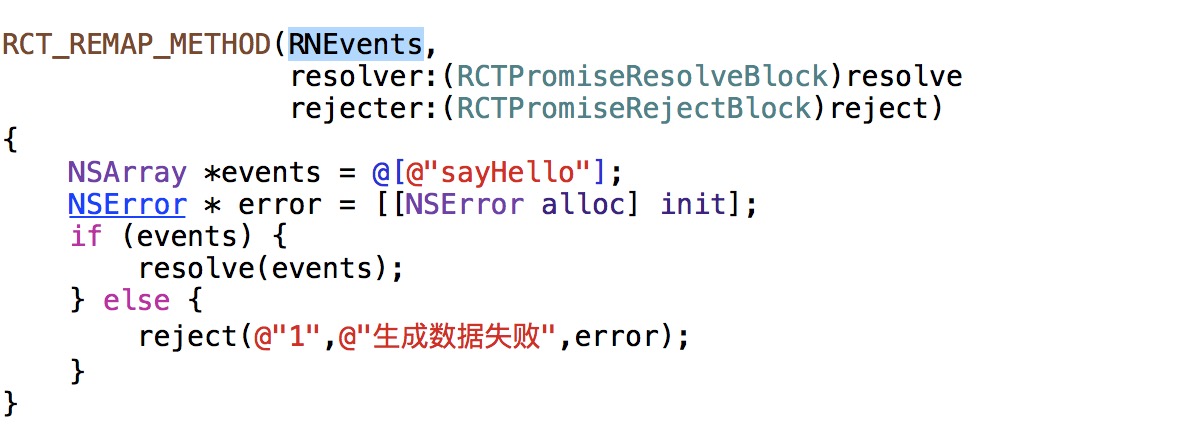 RCT_REMAP_METHOD(RNEvents,
                 resolver:(RCTPromiseResolveBlock)resolve
                 rejecter:(RCTPromiseRejectBlock)reject)
{
    NSArray *events = @[@"sayHello"];
    NSError * error = [[NSError alloc] init];
    if (events) {
        resolve(events);
    } else {
        reject(@"1",@"生成数据失败",error);
    }
}